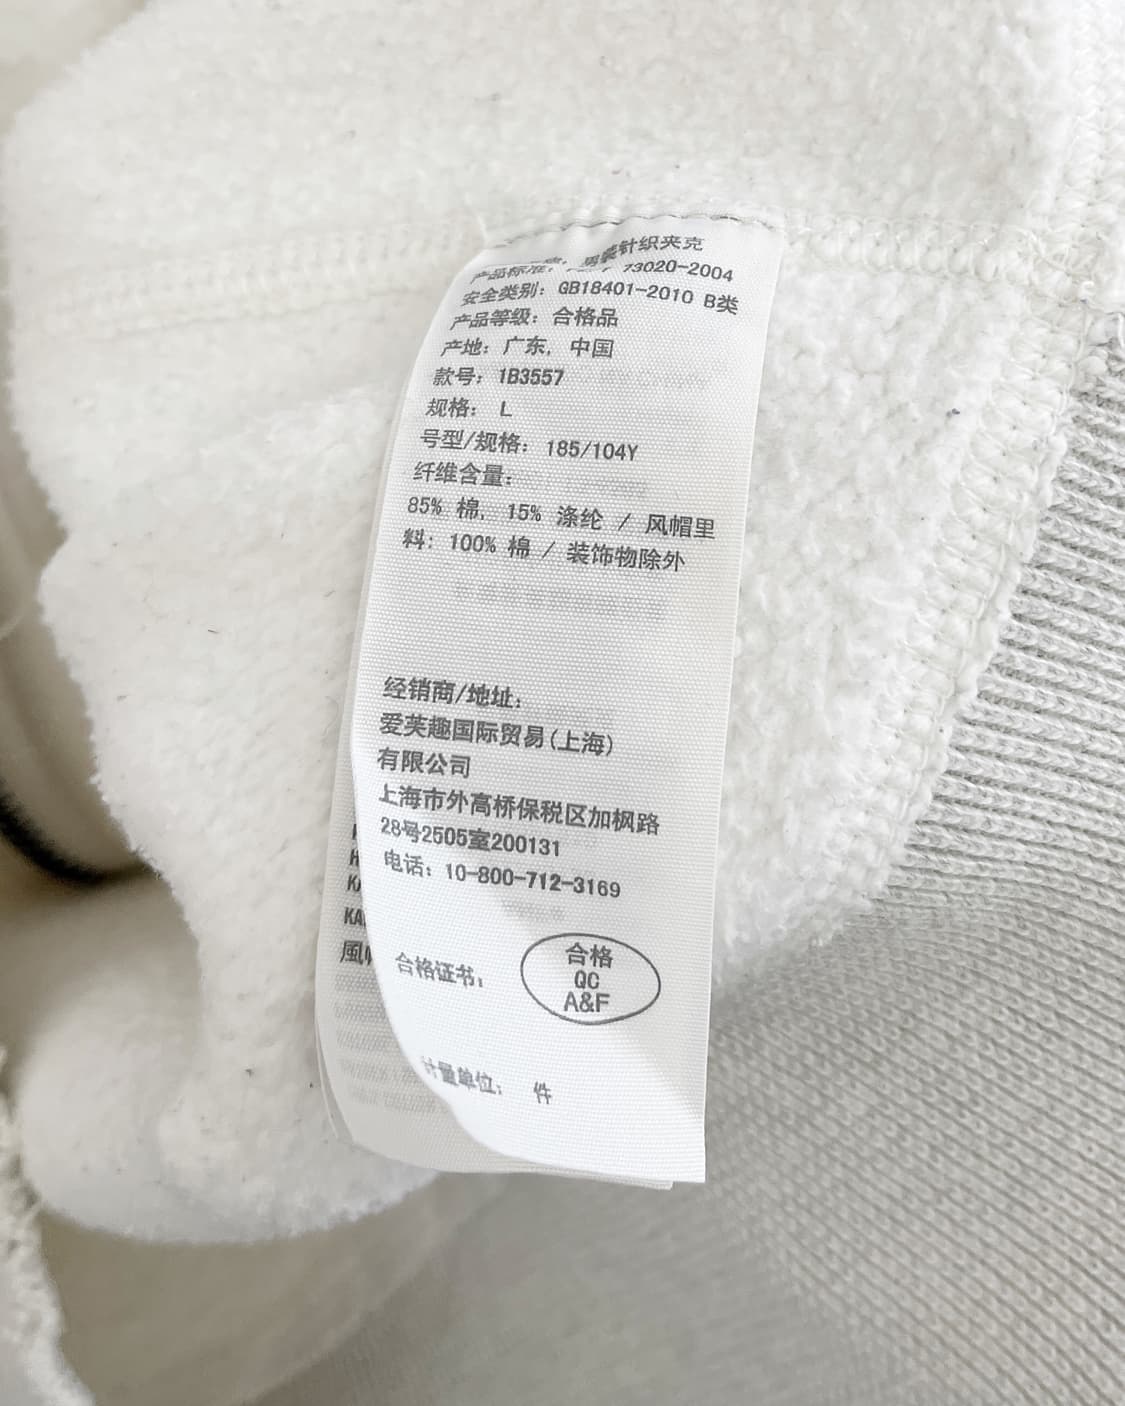 男装针织夹克
产品标准: 73020-2004
安全类别: GB18401-2010 B类
产品等级: 合格品
产地: 广东, 中国
款号: 1B3557
规格: L
号型/规格: 185/104Y
纤维含量:
85% 棉, 15% 涤纶 / 风帽里
料: 100% 棉 / 装饰物除外
经销商/地址:
爱芙趣国际贸易(上海)
有限公司
上海市外高桥保税区加枫路
28号2505室200131
电话: 10-800-712-3169
合格证书:
合格
QC
A&F
计量单位: 件